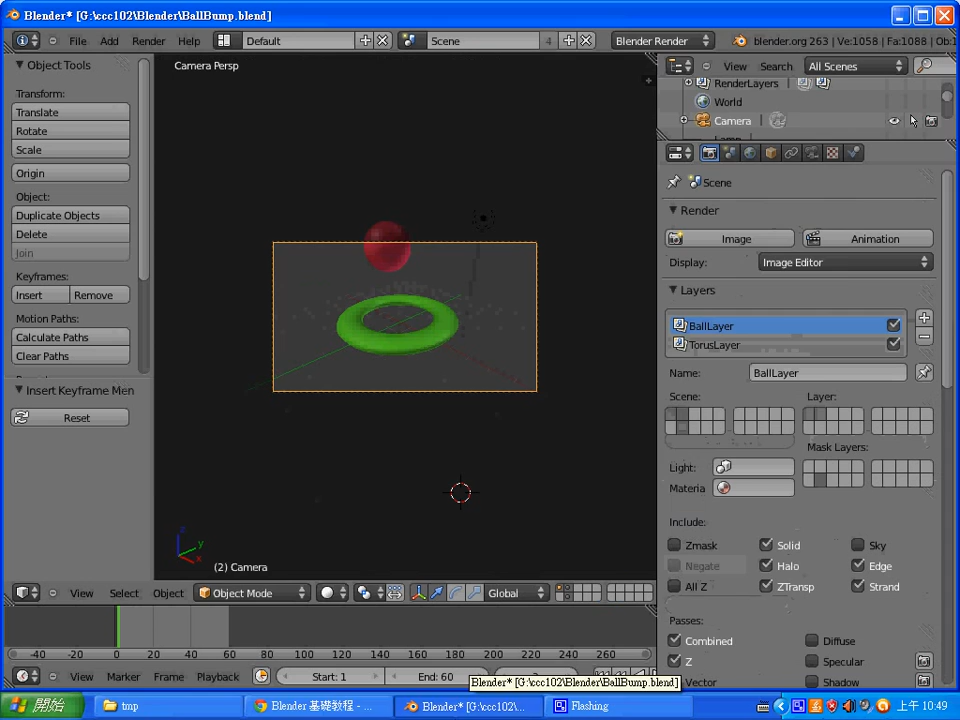 Blender* [G:\ccc102\Blender\BallBump.blend]
File Add Render Help Default Scene 4 Blender Render blender.org 263 | Ve:1058 | Fa:1088 | Ob:1
Object Tools
Transform:
Translate
Rotate
Scale
Origin
Object:
Duplicate Objects
Delete
Join
Keyframes:
Insert Remove
Motion Paths:
Calculate Paths
Clear Paths
Insert Keyframe Men
Reset
Camera Persp
z
y
x
(2) Camera
View Select Object Object Mode Global
View Search All Scenes
RenderLayers
World
Camera
Scene
Render
Image Animation
Display: Image Editor
Layers
BallLayer
TorusLayer
Name: BallLayer
Scene: Layer:
Mask Layers:
Light:
Materia
Include:
Zmask Solid Sky
Negate Halo Edge
All Z ZTransp Strand
Passes:
Combined Diffuse
Z Specular
Vector Shadow
-40 -20 0 20 40 60 80 100 120 140 160 180 200 220 240 260
View Marker Frame Playback Start: 1 End: 60
Blender* [G:\ccc102\Blender\BallBump.blend]
開始 tmp Blender 基礎教程 - ... Blender* [G:\ccc102\... Flashing 上午 10:49